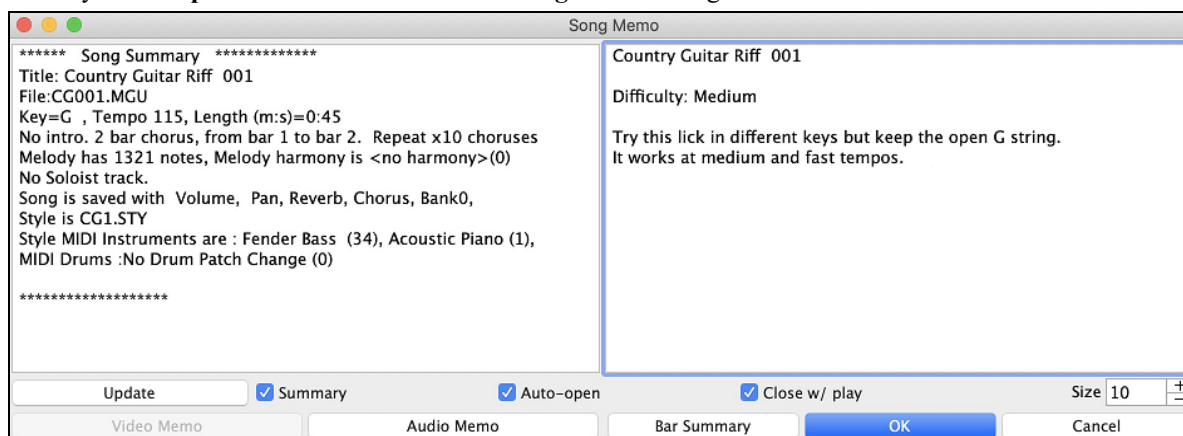 Song Memo
****** Song Summary *************
Title: Country Guitar Riff 001
File:CG001.MGU
Key=G , Tempo 115, Length (m:s)=0:45
No intro. 2 bar chorus, from bar 1 to bar 2. Repeat x10 choruses
Melody has 1321 notes, Melody harmony is <no harmony>(0)
No Soloist track.
Song is saved with Volume, Pan, Reverb, Chorus, Bank0,
Style is CG1.STY
Style MIDI Instruments are : Fender Bass (34), Acoustic Piano (1),
MIDI Drums :No Drum Patch Change (0)
*******************
Country Guitar Riff 001
Difficulty: Medium
Try this lick in different keys but keep the open G string.
It works at medium and fast tempos.
Update Summary Auto-open Close w/ play Size 10 + -
Video Memo Audio Memo Bar Summary OK Cancel